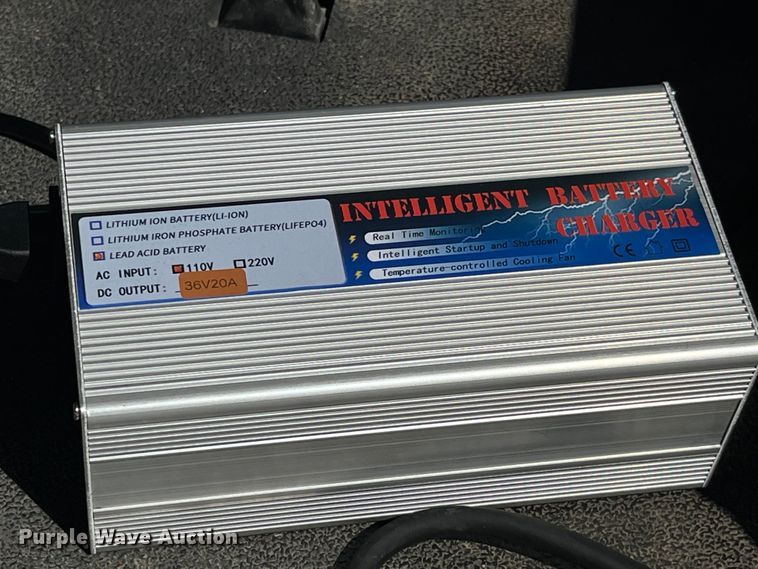 LITHIUM ION BATTERY(LI-ION)
LITHIUM IRON PHOSPHATE BATTERY(LIFEPO4)
LEAD ACID BATTERY
AC INPUT: 110V 220V
DC OUTPUT: 36V20A
INTELLIGENT BATTERY
CHARGER
Real Time Monitoring
Intelligent Startup and Shutdown
Temperature-controlled Cooling Fan
CE
Purple Wave Auction